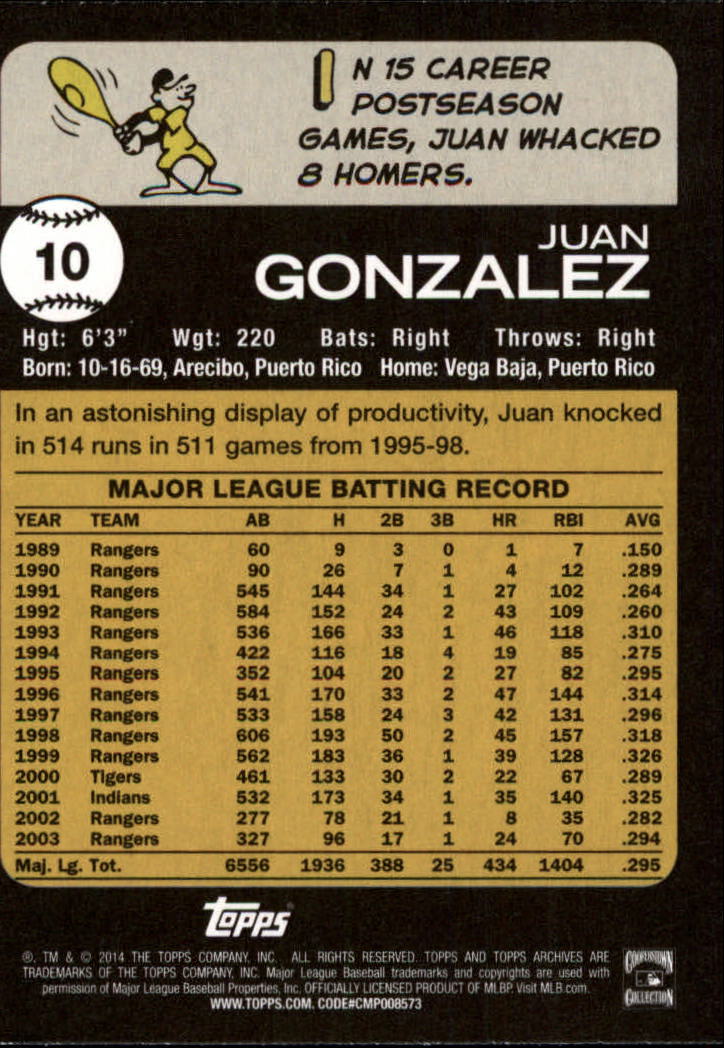 IN 15 CAREER
POSTSEASON
GAMES, JUAN WHACKED
8 HOMERS.
10
JUAN
GONZALEZ
Hgt: 6'3" Wgt: 220 Bats: Right Throws: Right
Born: 10-16-69, Arecibo, Puerto Rico Home: Vega Baja, Puerto Rico
In an astonishing display of productivity, Juan knocked
in 514 runs in 511 games from 1995-98.
MAJOR LEAGUE BATTING RECORD
YEAR TEAM AB H 2B 3B HR RBI AVG
1989 Rangers 60 9 3 0 1 7 .150
1990 Rangers 90 26 7 1 4 12 .289
1991 Rangers 545 144 34 1 27 102 .264
1992 Rangers 584 152 24 2 43 109 .260
1993 Rangers 536 166 33 1 46 118 .310
1994 Rangers 422 116 18 4 19 85 .275
1995 Rangers 352 104 20 2 27 82 .295
1996 Rangers 541 170 33 2 47 144 .314
1997 Rangers 533 158 24 3 42 131 .296
1998 Rangers 606 193 50 2 45 157 .318
1999 Rangers 562 183 36 1 39 128 .326
2000 Tigers 461 133 30 2 22 67 .289
2001 Indians 532 173 34 1 35 140 .325
2002 Rangers 277 78 21 1 8 35 .282
2003 Rangers 327 96 17 1 24 70 .294
Maj. Lg. Tot. 6556 1936 388 25 434 1404 .295
topps
®, TM & © 2014 THE TOPPS COMPANY, INC. ALL RIGHTS RESERVED. TOPPS AND TOPPS ARCHIVES ARE
TRADEMARKS OF THE TOPPS COMPANY, INC. Major League Baseball trademarks and copyrights are used with
permission of Major League Baseball Properties, Inc. OFFICIALLY LICENSED PRODUCT OF MLBP. Visit MLB.com.
WWW.TOPPS.COM. CODE#CMP008573
COOPERSTOWN
COLLECTION